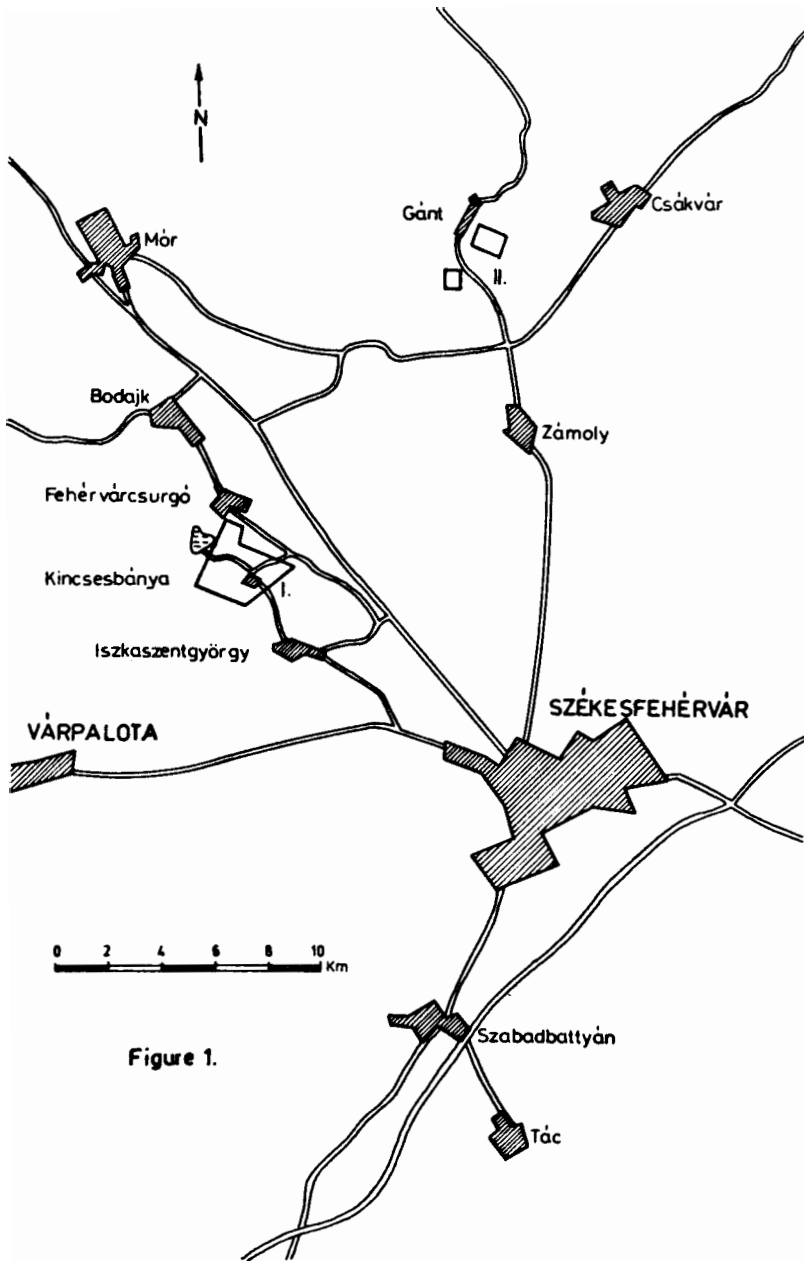 N
Gánt
Csákvár
Mór
II.
Bodajk
Zámoly
Fehérvárcsurgó
Kincsesbánya
I.
Iszkaszentgyörgy
SZÉKESFEHÉRVÁR
VÁRPALOTA
0 2 4 6 8 10
Km
Szabadbattyán
Figure 1.
Tác